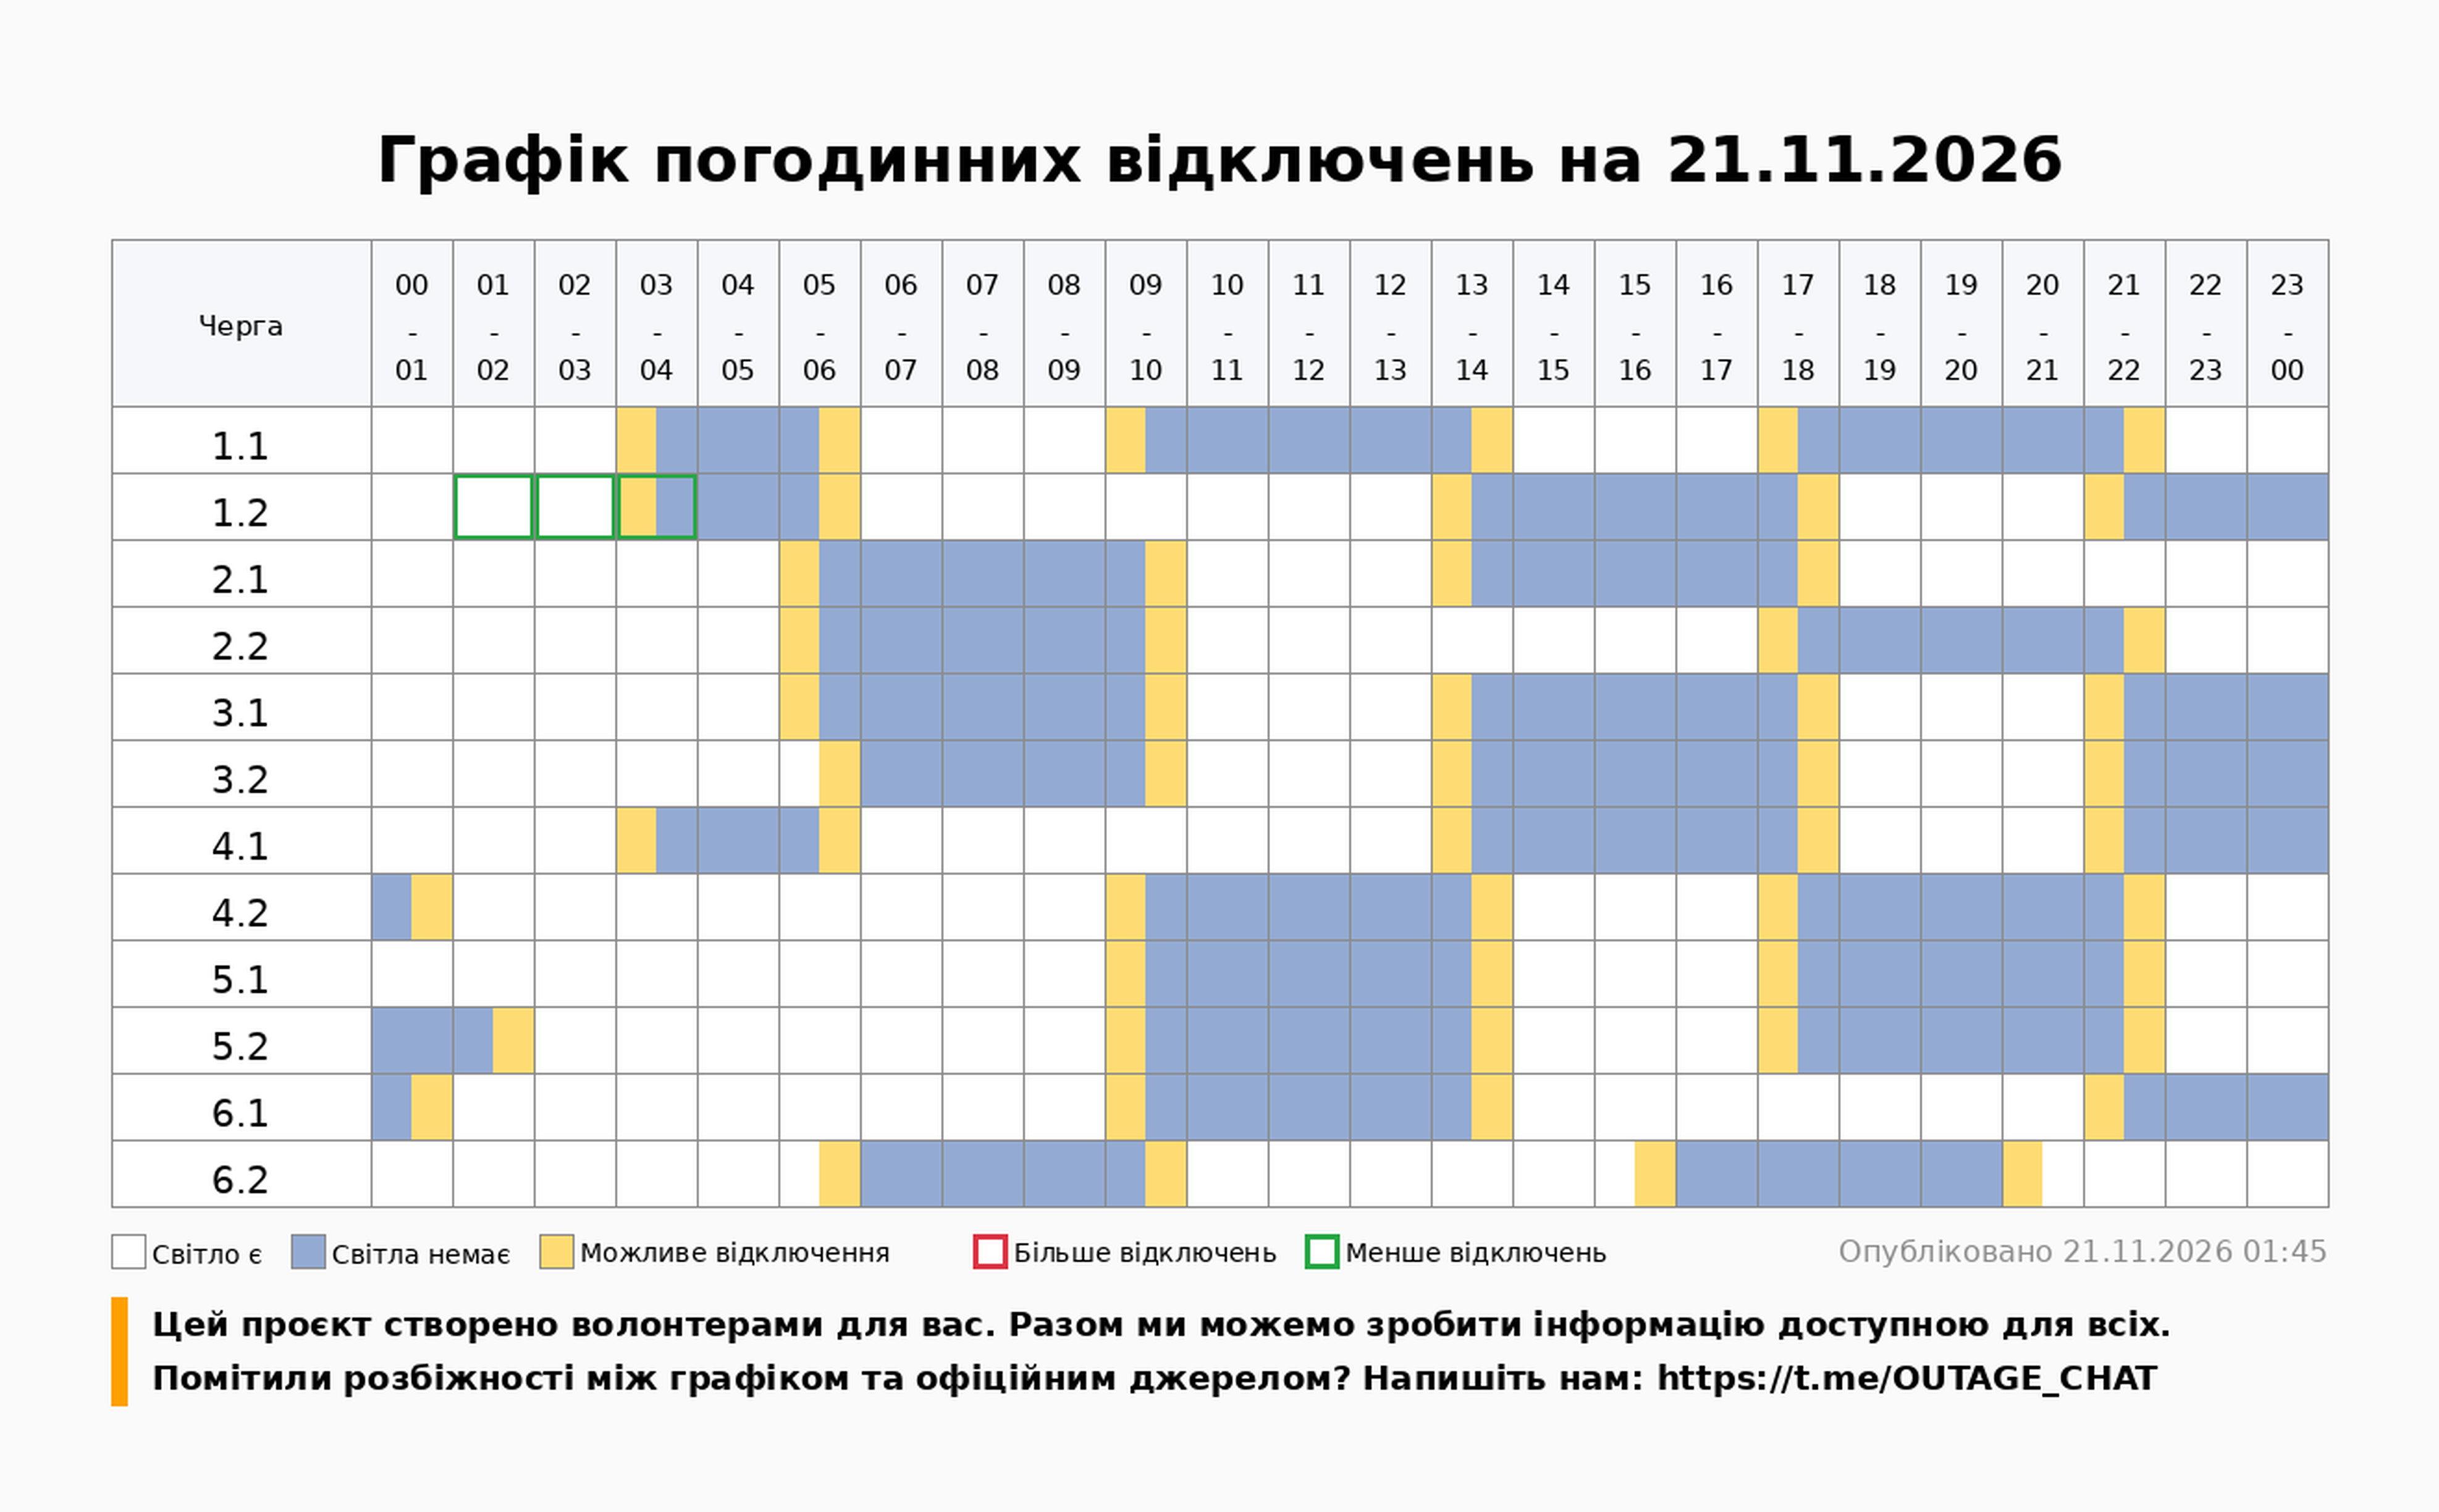 Графік погодинних відключень на 21.11.2026
Черга 00 - 01 01 - 02 02 - 03 03 - 04 04 - 05 05 - 06 06 - 07 07 - 08 08 - 09 09 - 10 10 - 11 11 - 12 12 - 13 13 - 14 14 - 15 15 - 16 16 - 17 17 - 18 18 - 19 19 - 20 20 - 21 21 - 22 22 - 23 23 - 00
1.1
1.2
2.1
2.2
3.1
3.2
4.1
4.2
5.1
5.2
6.1
6.2
Світло є Світла немає Можливе відключення Більше відключень Менше відключень Опубліковано 21.11.2026 01:45
Цей проєкт створено волонтерами для вас. Разом ми можемо зробити інформацію доступною для всіх.
Помітили розбіжності між графіком та офіційним джерелом? Напишіть нам: https://t.me/OUTAGE_CHAT